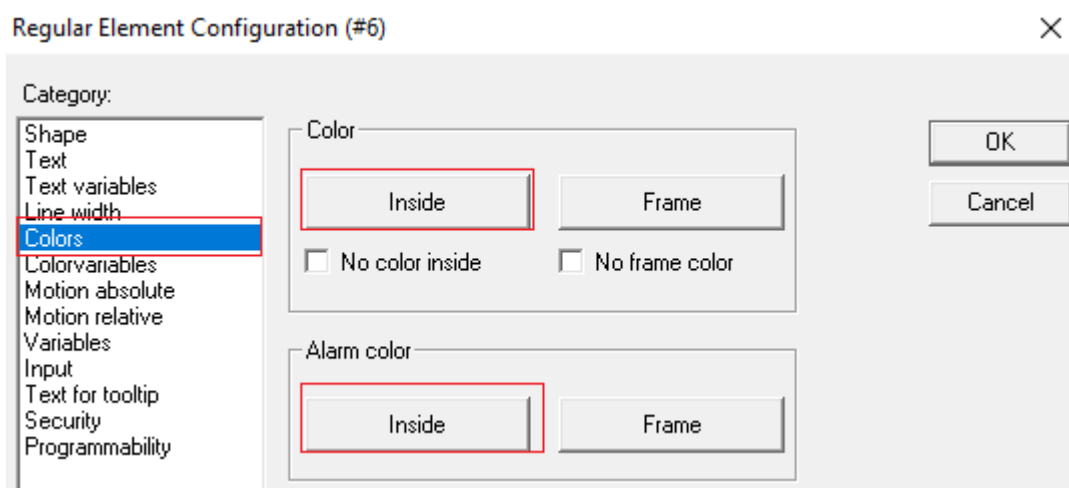 Regular Element Configuration (#6)
Category:
Shape
Text
Text variables
Line width
Colors
Colorvariables
Motion absolute
Motion relative
Variables
Input
Text for tooltip
Security
Programmability
Color
Inside
Frame
No color inside
No frame color
Alarm color
Inside
Frame
OK
Cancel